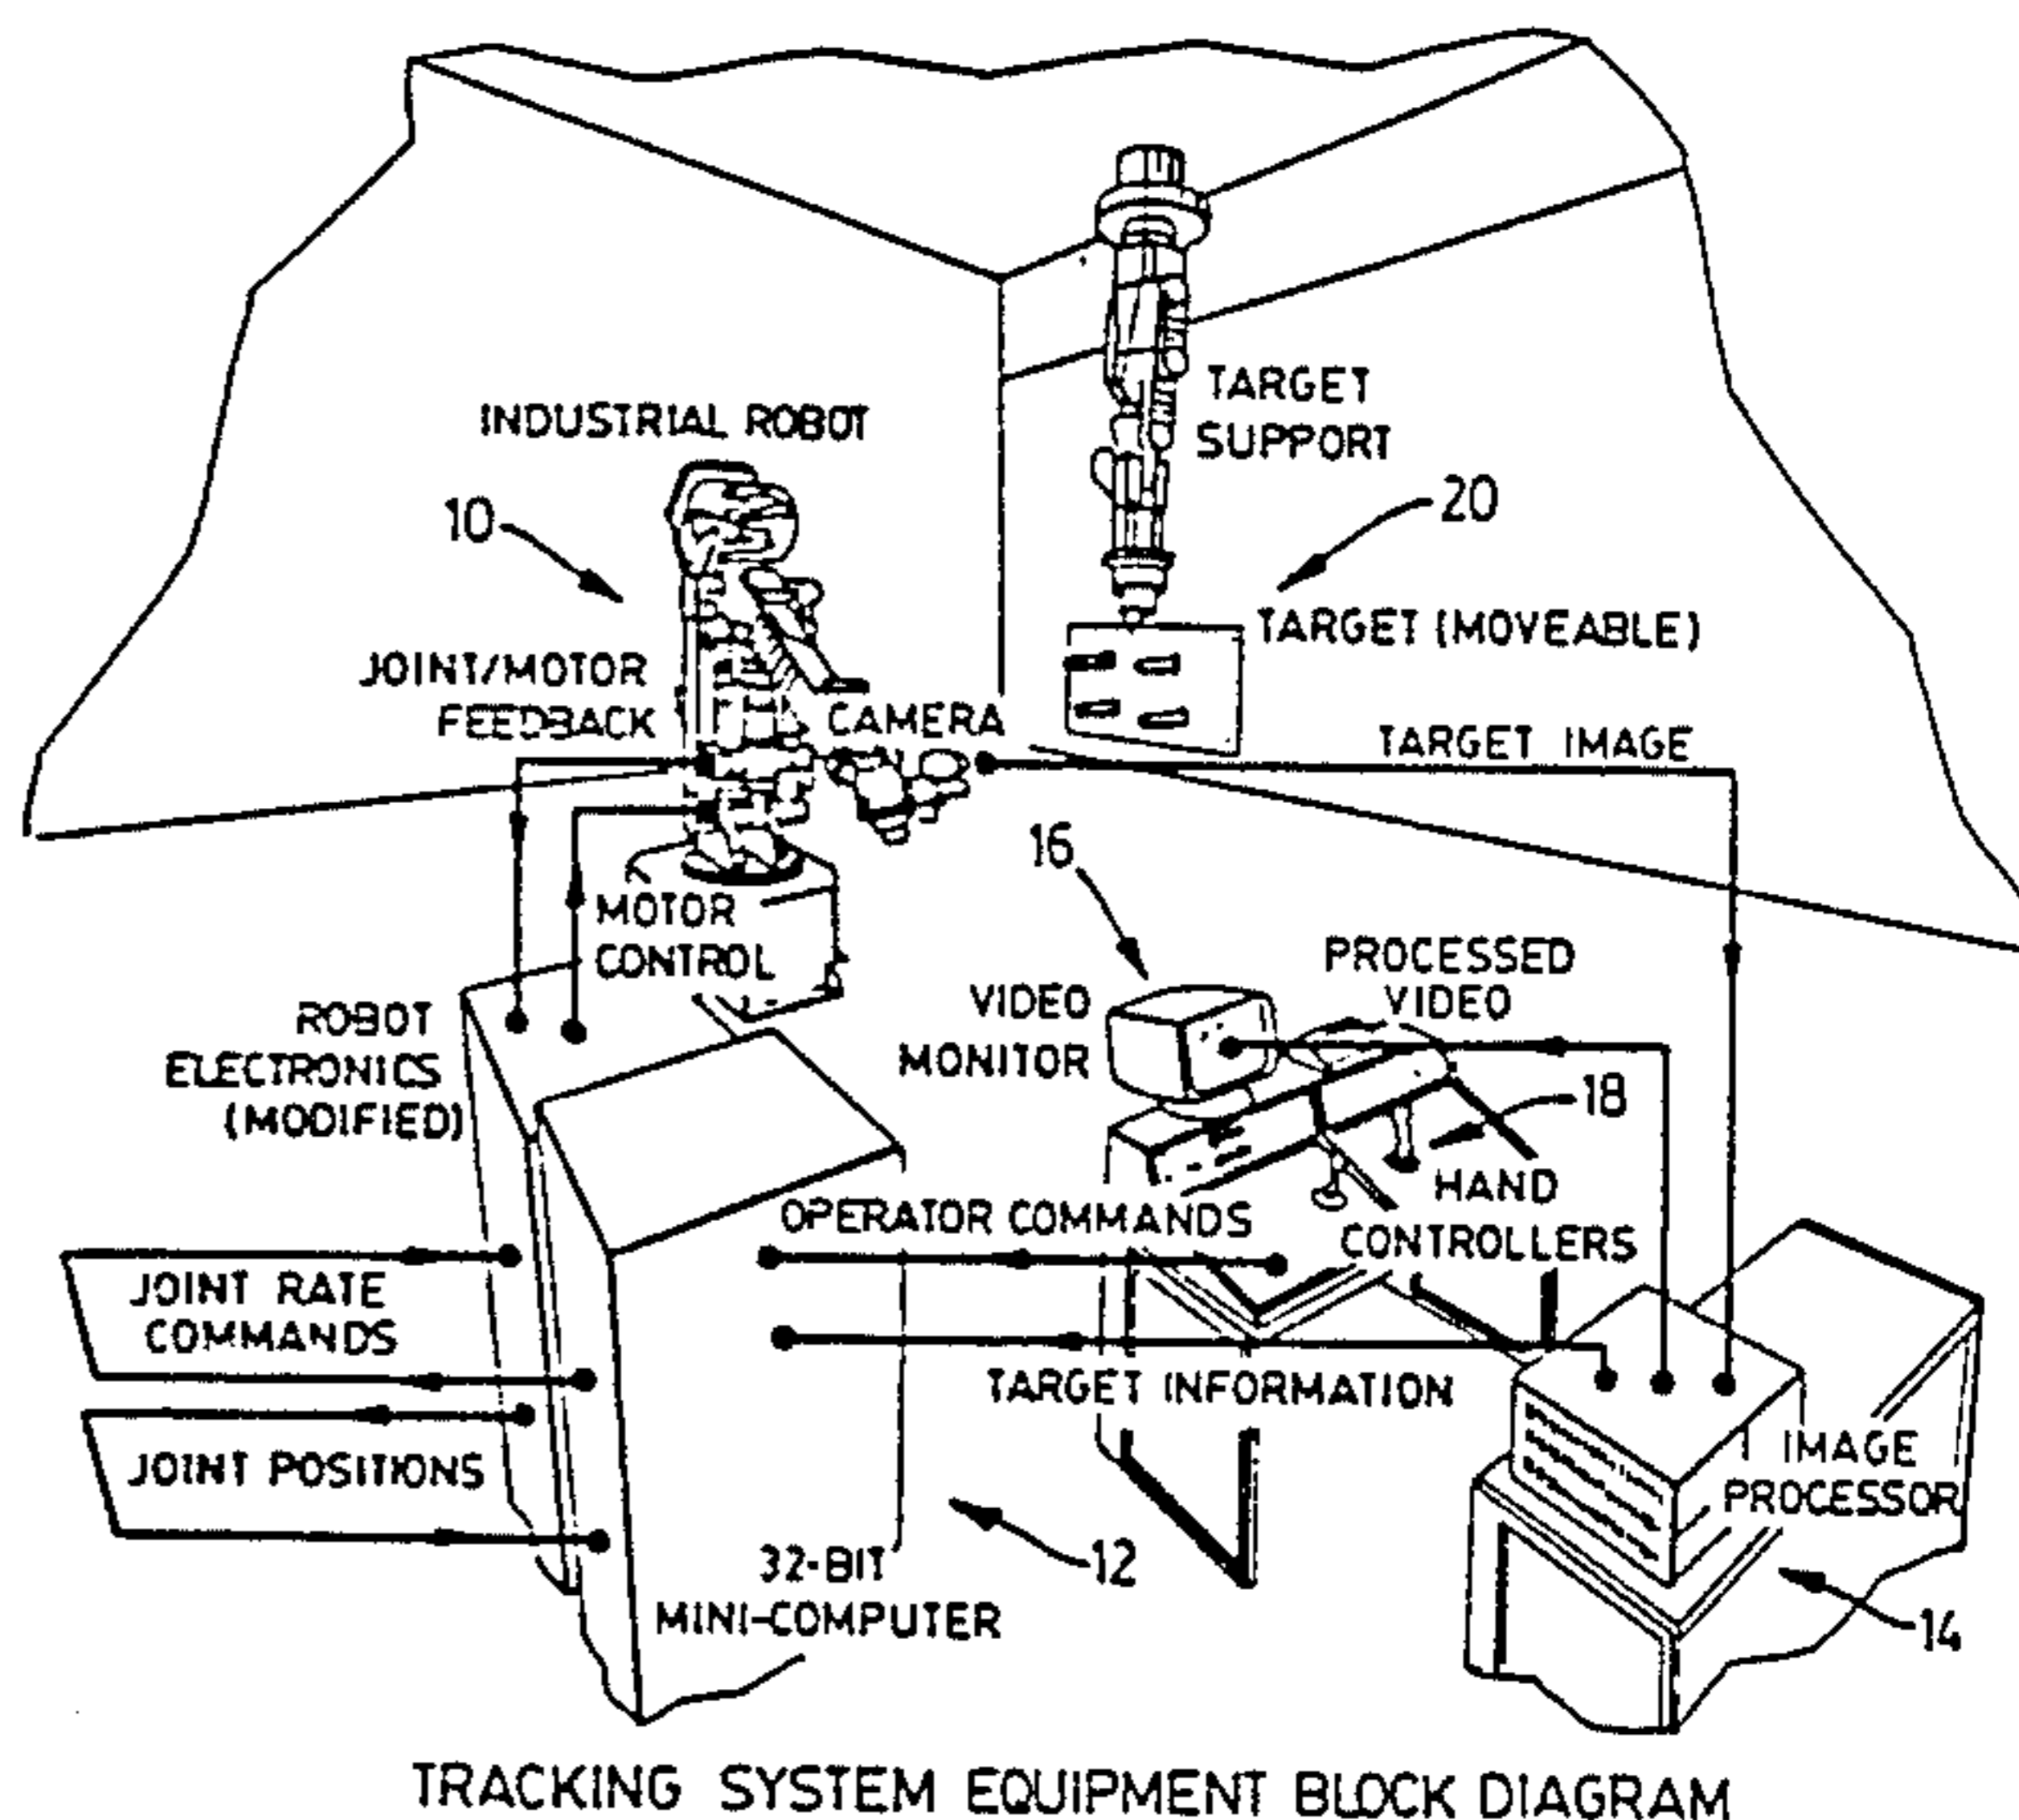 TARGET
SUPPORT
INDUSTRIAL ROBOT
10
20
TARGET (MOVEABLE)
JOINT/MOTOR
FEEDBACK
CAMERA
TARGET IMAGE
16
MOTOR
CONTROL
PROCESSED
VIDEO
VIDEO
MONITOR
ROBOT
ELECTRONICS
(MODIFIED)
18
HAND
CONTROLLERS
OPERATOR COMMANDS
JOINT RATE
COMMANDS
TARGET INFORMATION
JOINT POSITIONS
IMAGE
PROCESSOR
32-BIT
MINI-COMPUTER
12
14
TRACKING SYSTEM EQUIPMENT BLOCK DIAGRAM